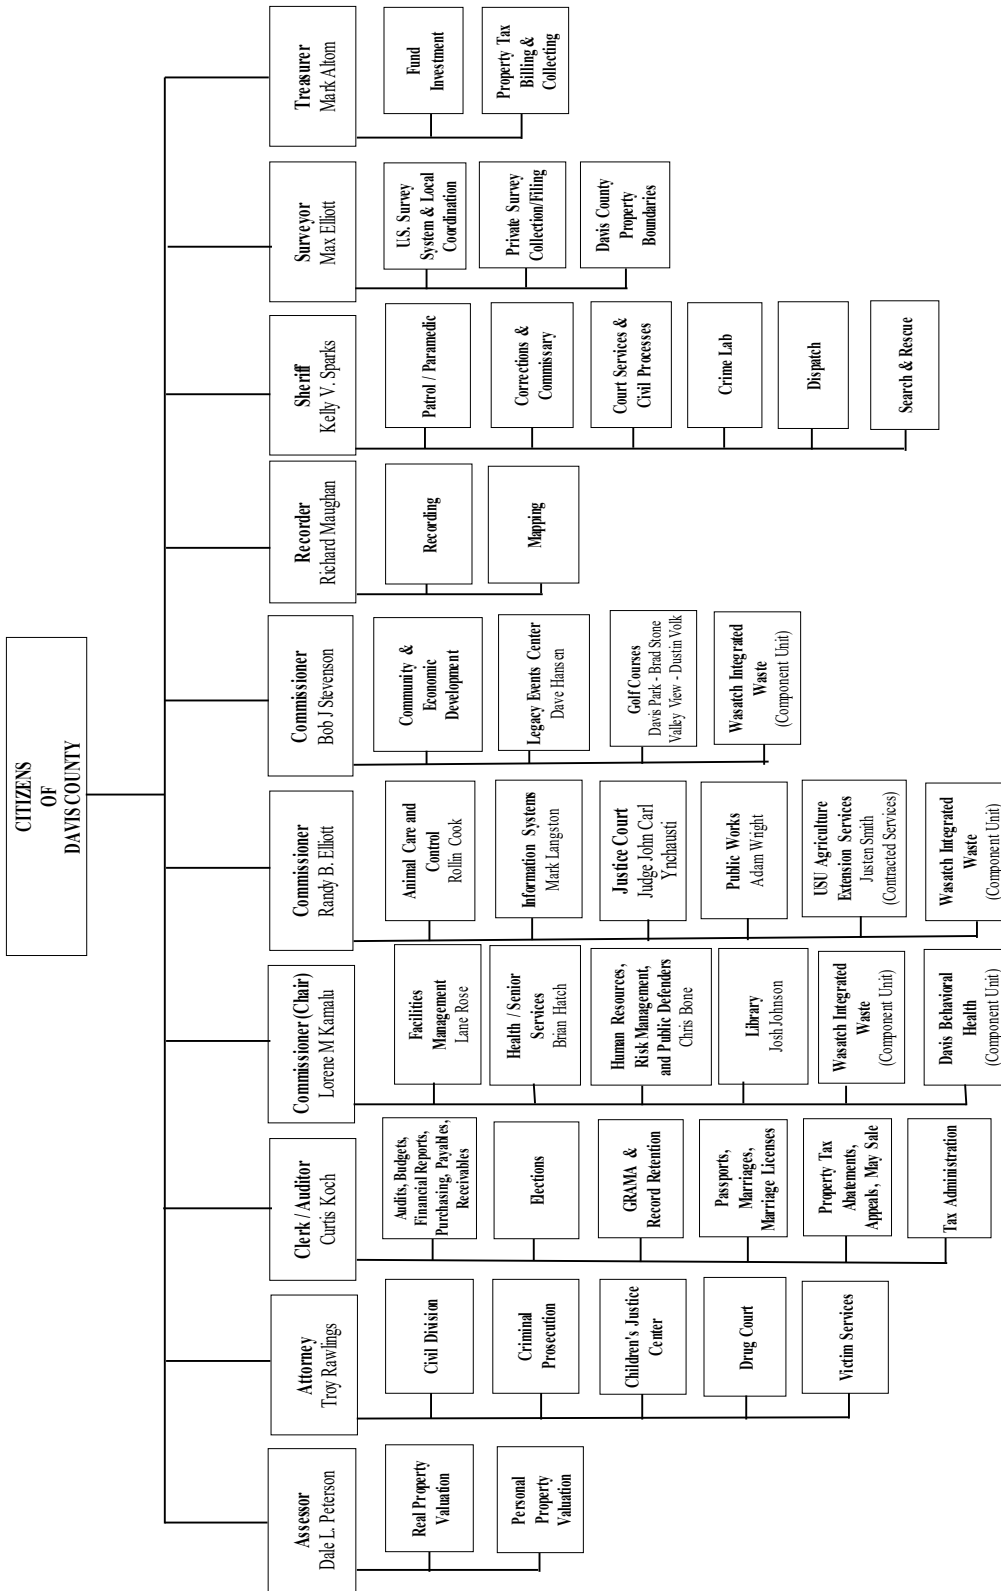 CITIZENS
OF
DAVIS COUNTY
Assessor
Dale L. Peterson
Real Property
Valuation
Personal
Property
Valuation
Attorney
Troy Rawlings
Civil Division
Criminal
Prosecution
Children's Justice
Center
Drug Court
Victim Services
Clerk / Auditor
Curtis Koch
Audits, Budgets,
Financial Reports,
Purchasing, Payables,
Receivables
Elections
GRAMA &
Record Retention
Passports,
Marriages,
Marriage Licenses
Property Tax
Abatements,
Appeals, May Sale
Tax Administration
Commissioner (Chair)
Lorene M Kamalu
Facilities
Management
Lane Rose
Health / Senior
Services
Brian Hatch
Human Resources,
Risk Management,
and Public Defenders
Chris Bone
Library
Josh Johnson
Wasatch Integrated
Waste
(Component Unit)
Davis Behavioral
Health
(Component Unit)
Commissioner
Randy B. Elliott
Animal Care and
Control
Rollin Cook
Information Systems
Mark Langston
Justice Court
Judge John Carl
Ynchausti
Public Works
Adam Wright
USU Agriculture
Extension Services
Justen Smith
(Contracted Services)
Wasatch Integrated
Waste
(Component Unit)
Commissioner
Bob J Stevenson
Community &
Economic
Development
Legacy Events Center
Dave Hansen
Golf Courses
Davis Park - Brad Stone
Valley View - Dustin Volk
Wasatch Integrated
Waste
(Component Unit)
Recorder
Richard Maughan
Recording
Mapping
Sheriff
Kelly V. Sparks
Patrol / Paramedic
Corrections &
Commissary
Court Services &
Civil Processes
Crime Lab
Dispatch
Search & Rescue
Surveyor
Max Elliott
U.S. Survey
System & Local
Coordination
Private Survey
Collection/Filing
Davis County
Property
Boundaries
Treasurer
Mark Altom
Fund
Investment
Property Tax
Billing &
Collecting